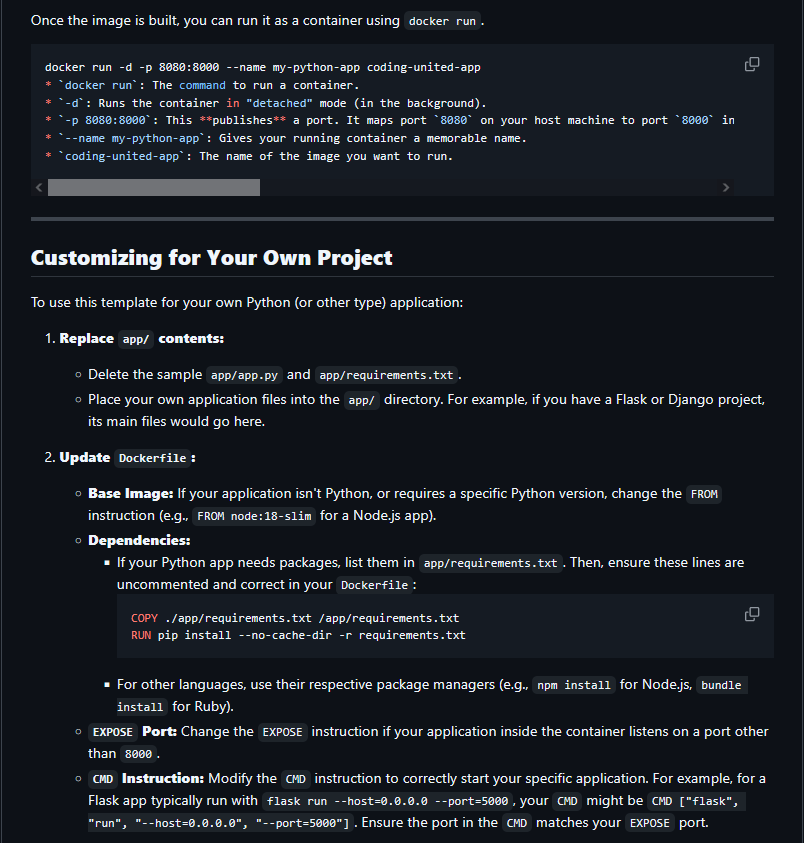 Once the image is built, you can run it as a container using docker run.
docker run -d -p 8080:8000 --name my-python-app coding-united-app
* `docker run`: The command to run a container.
* `-d`: Runs the container in "detached" mode (in the background).
* `-p 8080:8000`: This **publishes** a port. It maps port `8080` on your host machine to port `8000` in
* `--name my-python-app`: Gives your running container a memorable name.
* `coding-united-app`: The name of the image you want to run.
Customizing for Your Own Project
To use this template for your own Python (or other type) application:
1. Replace app/ contents:
◦ Delete the sample app/app.py and app/requirements.txt.
◦ Place your own application files into the app/ directory. For example, if you have a Flask or Django project,
its main files would go here.
2. Update Dockerfile:
◦ Base Image: If your application isn't Python, or requires a specific Python version, change the FROM
instruction (e.g., FROM node:18-slim for a Node.js app).
◦ Dependencies:
▪ If your Python app needs packages, list them in app/requirements.txt. Then, ensure these lines are
uncommented and correct in your Dockerfile:
COPY ./app/requirements.txt /app/requirements.txt
RUN pip install --no-cache-dir -r requirements.txt
▪ For other languages, use their respective package managers (e.g., npm install for Node.js, bundle
install for Ruby).
◦ EXPOSE Port: Change the EXPOSE instruction if your application inside the container listens on a port other
than 8000.
◦ CMD Instruction: Modify the CMD instruction to correctly start your specific application. For example, for a
Flask app typically run with flask run --host=0.0.0.0 --port=5000, your CMD might be CMD ["flask",
"run", "--host=0.0.0.0", "--port=5000"]. Ensure the port in the CMD matches your EXPOSE port.